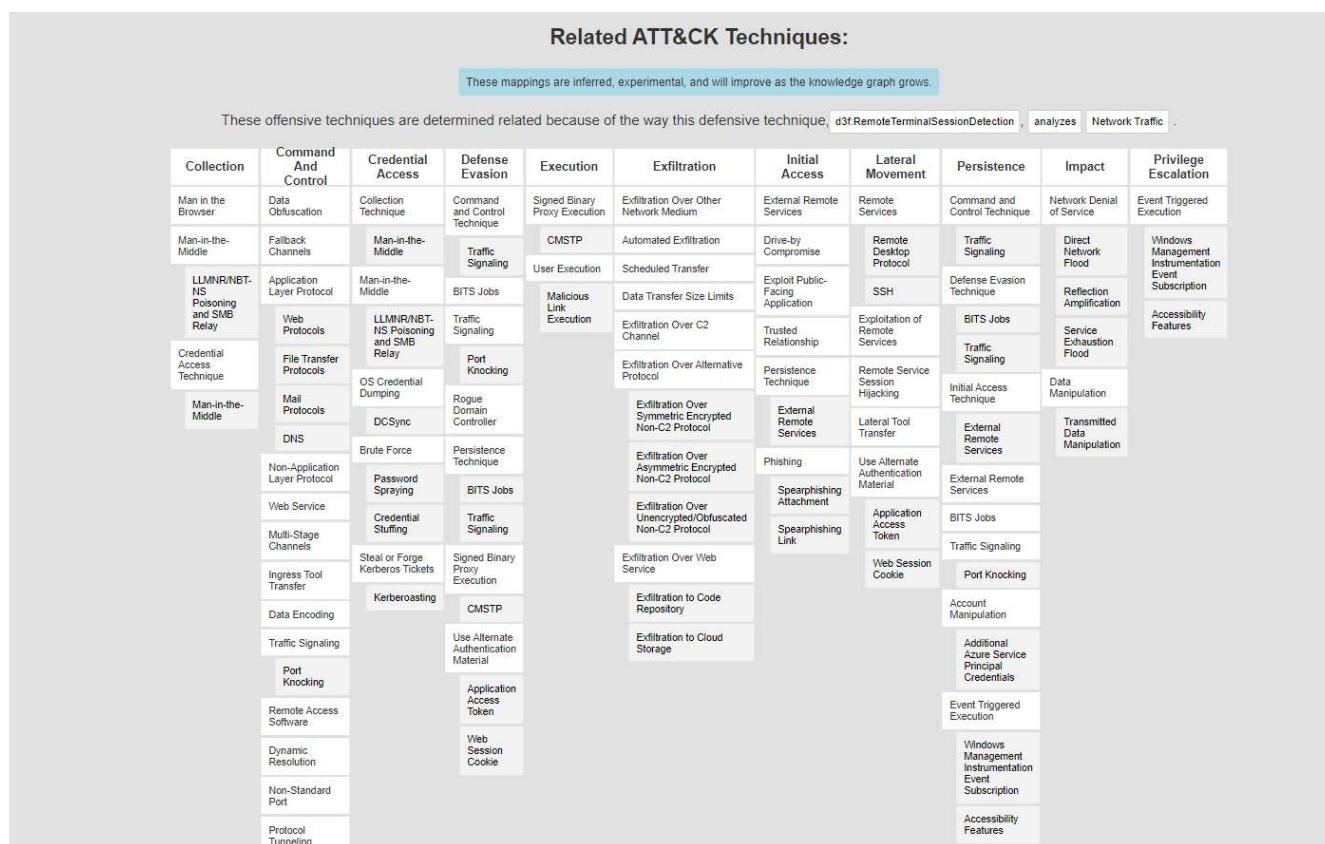 Related ATT&CK Techniques:
These mappings are inferred, experimental, and will improve as the knowledge graph grows.
These offensive techniques are determined related because of the way this defensive technique, d3f:RemoteTerminalSessionDetection , analyzes Network Traffic .
Collection
Man in the
Browser
Man-in-the-
Middle
LLMNR/NBT-
NS
Poisoning
and SMB
Relay
Credential
Access
Technique
Man-in-the-
Middle
Command
And
Control
Data
Obfuscation
Fallback
Channels
Application
Layer Protocol
Web
Protocols
File Transfer
Protocols
Mail
Protocols
DNS
Non-Application
Layer Protocol
Web Service
Multi-Stage
Channels
Ingress Tool
Transfer
Data Encoding
Traffic Signaling
Port
Knocking
Remote Access
Software
Dynamic
Resolution
Non-Standard
Port
Protocol
Tunneling
Credential
Access
Collection
Technique
Man-in-the-
Middle
Man-in-the-
Middle
LLMNR/NBT-
NS Poisoning
and SMB
Relay
OS Credential
Dumping
DCSync
Brute Force
Password
Spraying
Credential
Stuffing
Steal or Forge
Kerberos Tickets
Kerberoasting
Defense
Evasion
Command
and Control
Technique
Traffic
Signaling
BITS Jobs
Traffic
Signaling
Port
Knocking
Rogue
Domain
Controller
Persistence
Technique
BITS Jobs
Traffic
Signaling
Signed Binary
Proxy
Execution
CMSTP
Use Alternate
Authentication
Material
Application
Access
Token
Web
Session
Cookie
Execution
Signed Binary
Proxy Execution
CMSTP
User Execution
Malicious
Link
Execution
Exfiltration
Exfiltration Over Other
Network Medium
Automated Exfiltration
Scheduled Transfer
Data Transfer Size Limits
Exfiltration Over C2
Channel
Exfiltration Over Alternative
Protocol
Exfiltration Over
Symmetric Encrypted
Non-C2 Protocol
Exfiltration Over
Asymmetric Encrypted
Non-C2 Protocol
Exfiltration Over
Unencrypted/Obfuscated
Non-C2 Protocol
Exfiltration Over Web
Service
Exfiltration to Code
Repository
Exfiltration to Cloud
Storage
Initial
Access
External Remote
Services
Drive-by
Compromise
Exploit Public-
Facing
Application
Trusted
Relationship
Persistence
Technique
External
Remote
Services
Phishing
Spearphishing
Attachment
Spearphishing
Link
Lateral
Movement
Remote
Services
Remote
Desktop
Protocol
SSH
Exploitation of
Remote
Services
Remote Service
Session
Hijacking
Lateral Tool
Transfer
Use Alternate
Authentication
Material
Application
Access
Token
Web Session
Cookie
Persistence
Command and
Control Technique
Traffic
Signaling
Defense Evasion
Technique
BITS Jobs
Traffic
Signaling
Initial Access
Technique
External
Remote
Services
External Remote
Services
BITS Jobs
Traffic Signaling
Port Knocking
Account
Manipulation
Additional
Azure Service
Principal
Credentials
Event Triggered
Execution
Windows
Management
Instrumentation
Event
Subscription
Accessibility
Features
Impact
Network Denial
of Service
Direct
Network
Flood
Reflection
Amplification
Service
Exhaustion
Flood
Data
Manipulation
Transmitted
Data
Manipulation
Privilege
Escalation
Event Triggered
Execution
Windows
Management
Instrumentation
Event
Subscription
Accessibility
Features